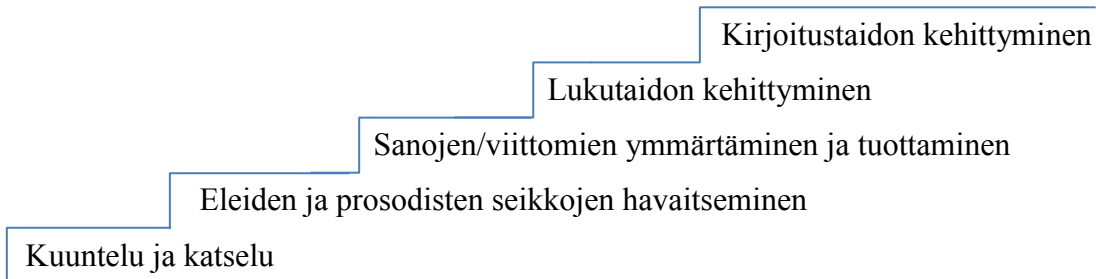 Kirjoitustaidon kehittyminen
Lukutaidon kehittyminen
Sanojen/viittomien ymmärtäminen ja tuottaminen
Eleiden ja prosodisten seikkojen havaitseminen
Kuuntelu ja katselu